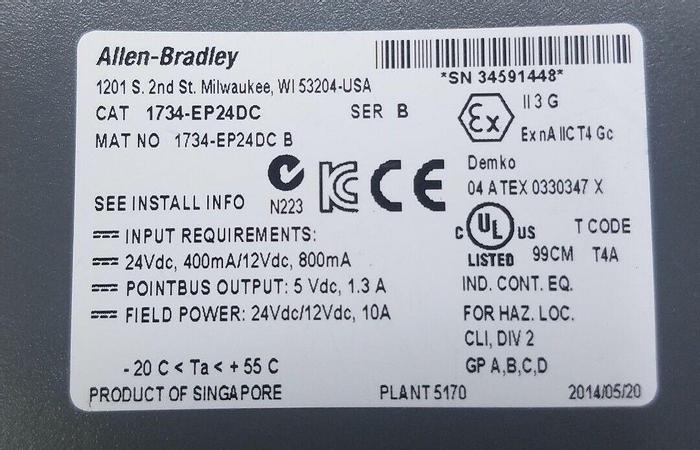 Allen-Bradley
1201 S. 2nd St. Milwaukee, WI 53204-USA
*SN 34591448*
CAT 1734-EP24DC SER B
MAT NO 1734-EP24DC B
Ex
II 3 G
Ex nA IIC T4 Gc
Demko
04 ATEX 0330347 X
SEE INSTALL INFO
N223
KC
CE
C UL US
LISTED 99CM
T CODE
T4A
INPUT REQUIREMENTS:
24Vdc, 400mA/12Vdc, 800mA
POINTBUS OUTPUT: 5 Vdc, 1.3 A
FIELD POWER: 24Vdc/12Vdc, 10A
IND. CONT. EQ.
FOR HAZ. LOC.
CLI, DIV 2
GP A,B,C,D
- 20 C < Ta < + 55 C
PRODUCT OF SINGAPORE
PLANT 5170
2014/05/20